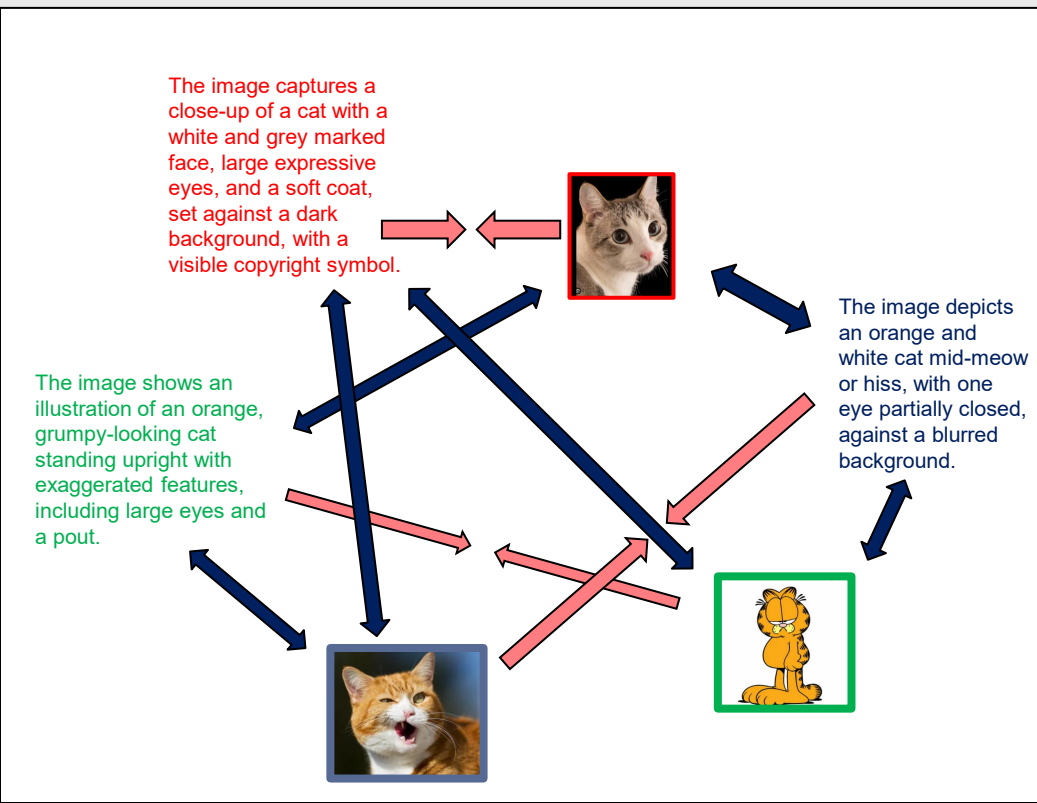 The image captures a
close-up of a cat with a
white and grey marked
face, large expressive
eyes, and a soft coat,
set against a dark
background, with a
visible copyright symbol.
The image depicts
an orange and
white cat mid-meow
or hiss, with one
eye partially closed,
against a blurred
background.
The image shows an
illustration of an orange,
grumpy-looking cat
standing upright with
exaggerated features,
including large eyes and
a pout.